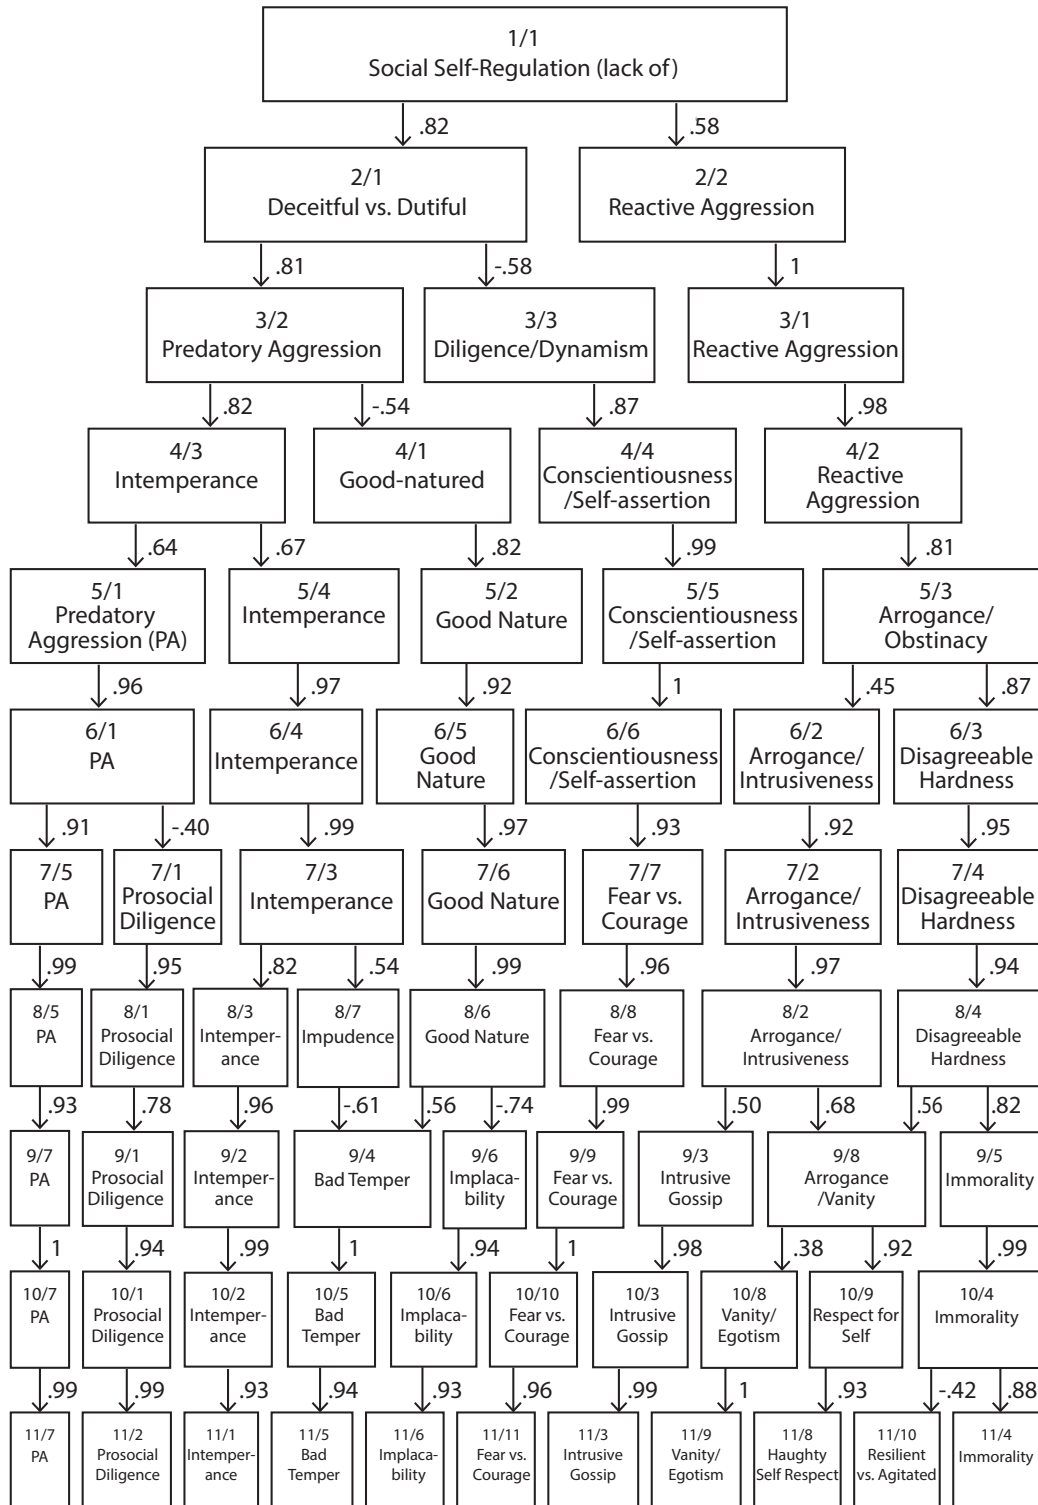 1/1
Social Self-Regulation (lack of)
.82
.58
2/1
Deceitful vs. Dutiful
2/2
Reactive Aggression
.81
-.58
1
3/2
Predatory Aggression
3/3
Diligence/Dynamism
3/1
Reactive Aggression
.82
-.54
.87
.98
4/3
Intemperance
4/1
Good-natured
4/4
Conscientiousness
/Self-assertion
4/2
Reactive
Aggression
.64
.67
.82
.99
.81
5/1
Predatory
Aggression (PA)
5/4
Intemperance
5/2
Good Nature
5/5
Conscientiousness
/Self-assertion
5/3
Arrogance/
Obstinacy
.96
.97
.92
1
.45
.87
6/1
PA
6/4
Intemperance
6/5
Good
Nature
6/6
Conscientiousness
/Self-assertion
6/2
Arrogance/
Intrusiveness
6/3
Disagreeable
Hardness
.91
-.40
.99
.97
.93
.92
.95
7/5
PA
7/1
Prosocial
Diligence
7/3
Intemperance
7/6
Good Nature
7/7
Fear vs.
Courage
7/2
Arrogance/
Intrusiveness
7/4
Disagreeable
Hardness
.99
.95
.82
.54
.99
.96
.97
.94
8/5
PA
8/1
Prosocial
Diligence
8/3
Intemper-
ance
8/7
Impudence
8/6
Good Nature
8/8
Fear vs.
Courage
8/2
Arrogance/
Intrusiveness
8/4
Disagreeable
Hardness
.93
.78
.96
-.61
.56
-.74
.99
.50
.68
.56
.82
9/7
PA
9/1
Prosocial
Diligence
9/2
Intemper-
ance
9/4
Bad Temper
9/6
Implaca-
bility
9/9
Fear vs.
Courage
9/3
Intrusive
Gossip
9/8
Arrogance
/Vanity
9/5
Immorality
1
.94
.99
1
.94
1
.98
.38
.92
.99
10/7
PA
10/1
Prosocial
Diligence
10/2
Intemper-
ance
10/5
Bad
Temper
10/6
Implaca-
bility
10/10
Fear vs.
Courage
10/3
Intrusive
Gossip
10/8
Vanity/
Egotism
10/9
Respect for
Self
10/4
Immorality
.99
.99
.93
.94
.93
.96
.99
1
.93
-.42
.88
11/7
PA
11/2
Prosocial
Diligence
11/1
Intemper-
ance
11/5
Bad
Temper
11/6
Implaca-
bility
11/11
Fear vs.
Courage
11/3
Intrusive
Gossip
11/9
Vanity/
Egotism
11/8
Haughty
Self Respect
11/10
Resilient
vs. Agitated
11/4
Immorality